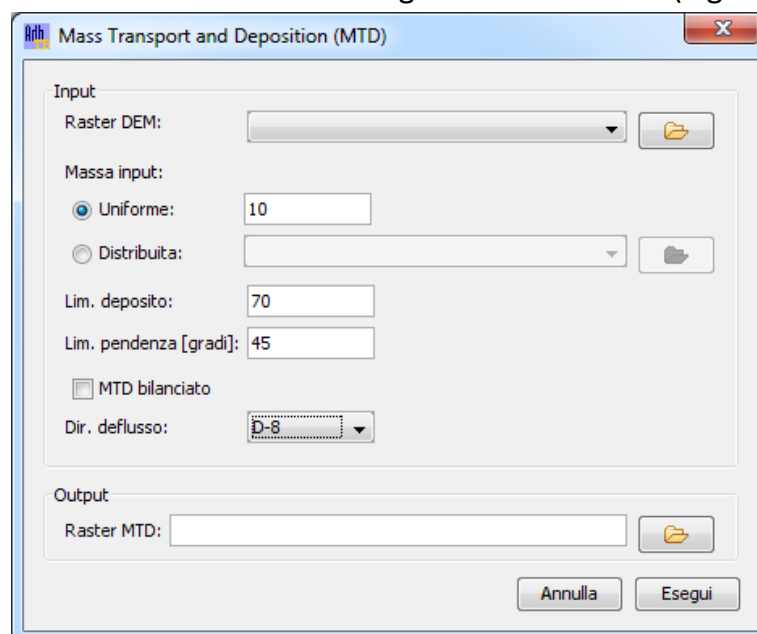 Mass Transport and Deposition (MTD)
Input
Raster DEM:
Massa input:
Uniforme: 10
Distribuita:
Lim. deposito: 70
Lim. pendenza [gradi]: 45
MTD bilanciato
Dir. deflusso: D-8
Output
Raster MTD:
Annulla Esegui